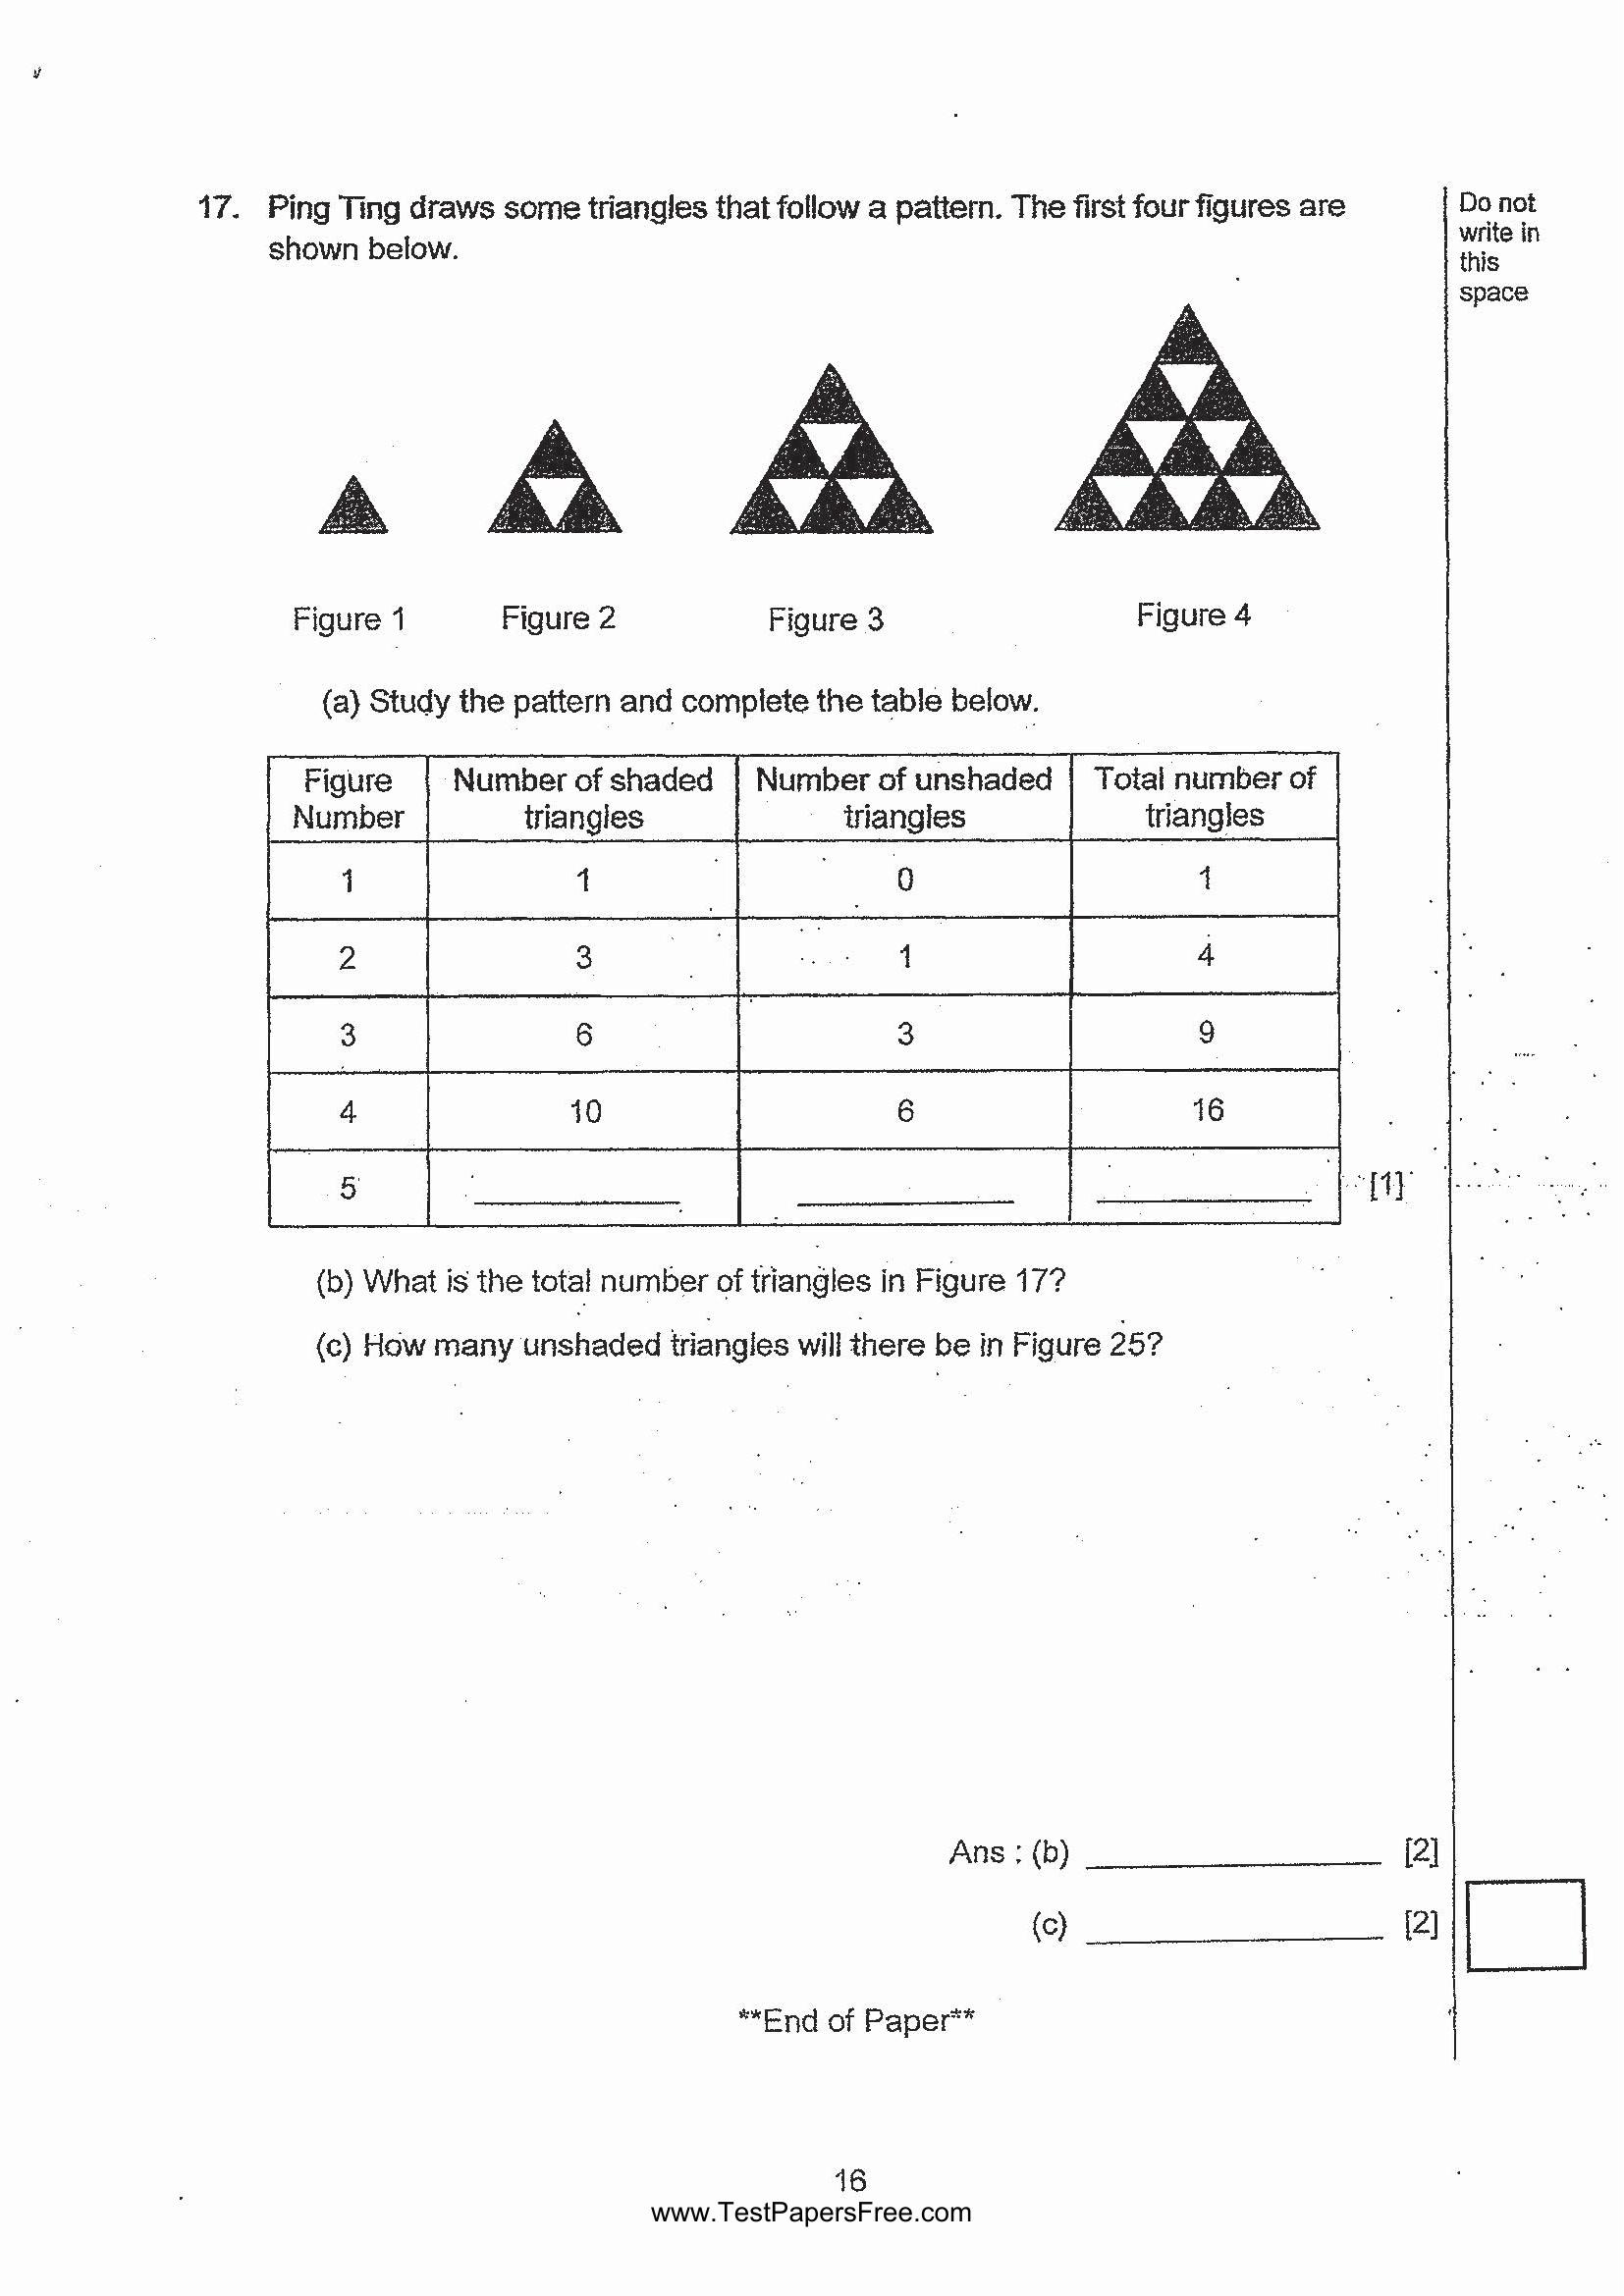 17. Ping Ting draws some triangles that follow a pattern. The first four figures are
shown below.
Do not
write in
this
space
Figure 1 Figure 2 Figure 3 Figure 4
(a) Study the pattern and complete the table below.
Figure Number Number of shaded triangles Number of unshaded triangles Total number of triangles
1 1 0 1
2 3 1 4
3 6 3 9
4 10 6 16
5 [1]
(b) What is the total number of triangles in Figure 17?
(c) How many unshaded triangles will there be in Figure 25?
Ans : (b) [2]
(c) [2]
**End of Paper**
16
www.TestPapersFree.com